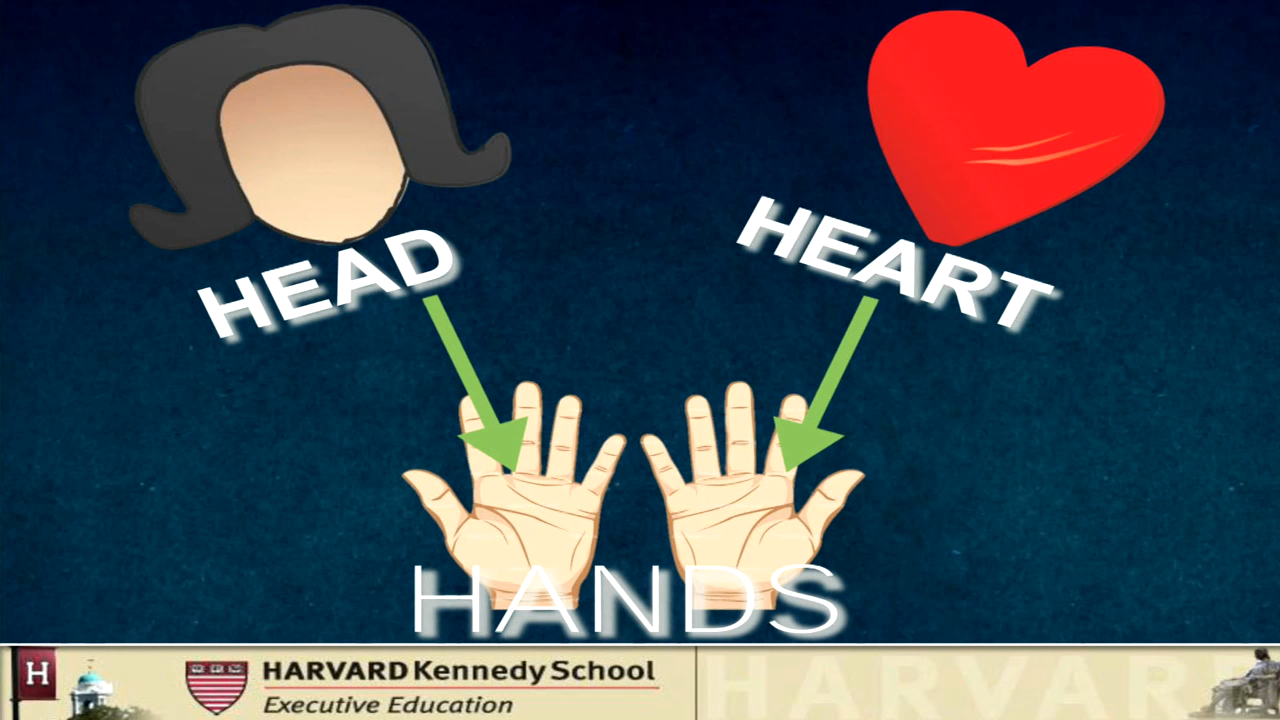 HEAD
HEART
HANDS
H
HARVARD Kennedy School
Executive Education
HARVAR